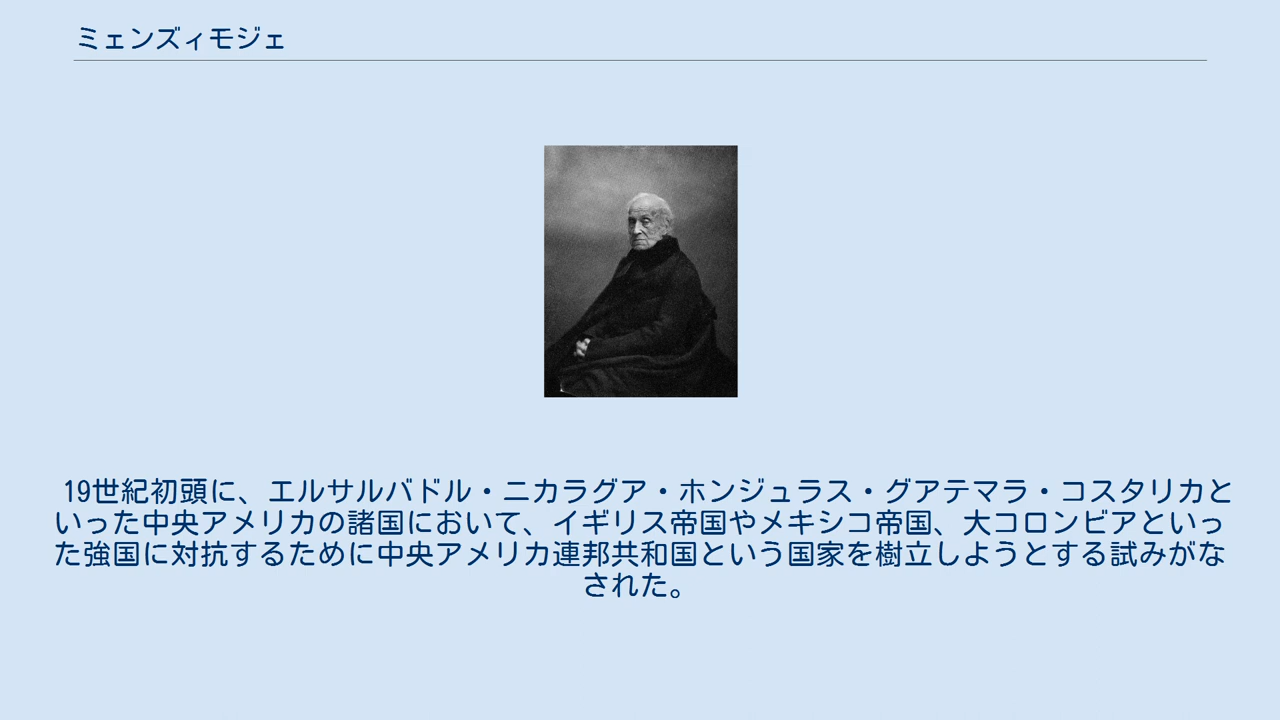 ミェンズィモジェ
19世紀初頭に、エルサルバドル・ニカラグア・ホンジュラス・グアテマラ・コスタリカと
いった中央アメリカの諸国において、イギリス帝国やメキシコ帝国、大コロンビアといっ
た強国に対抗するために中央アメリカ連邦共和国という国家を樹立しようとする試みがな
された。